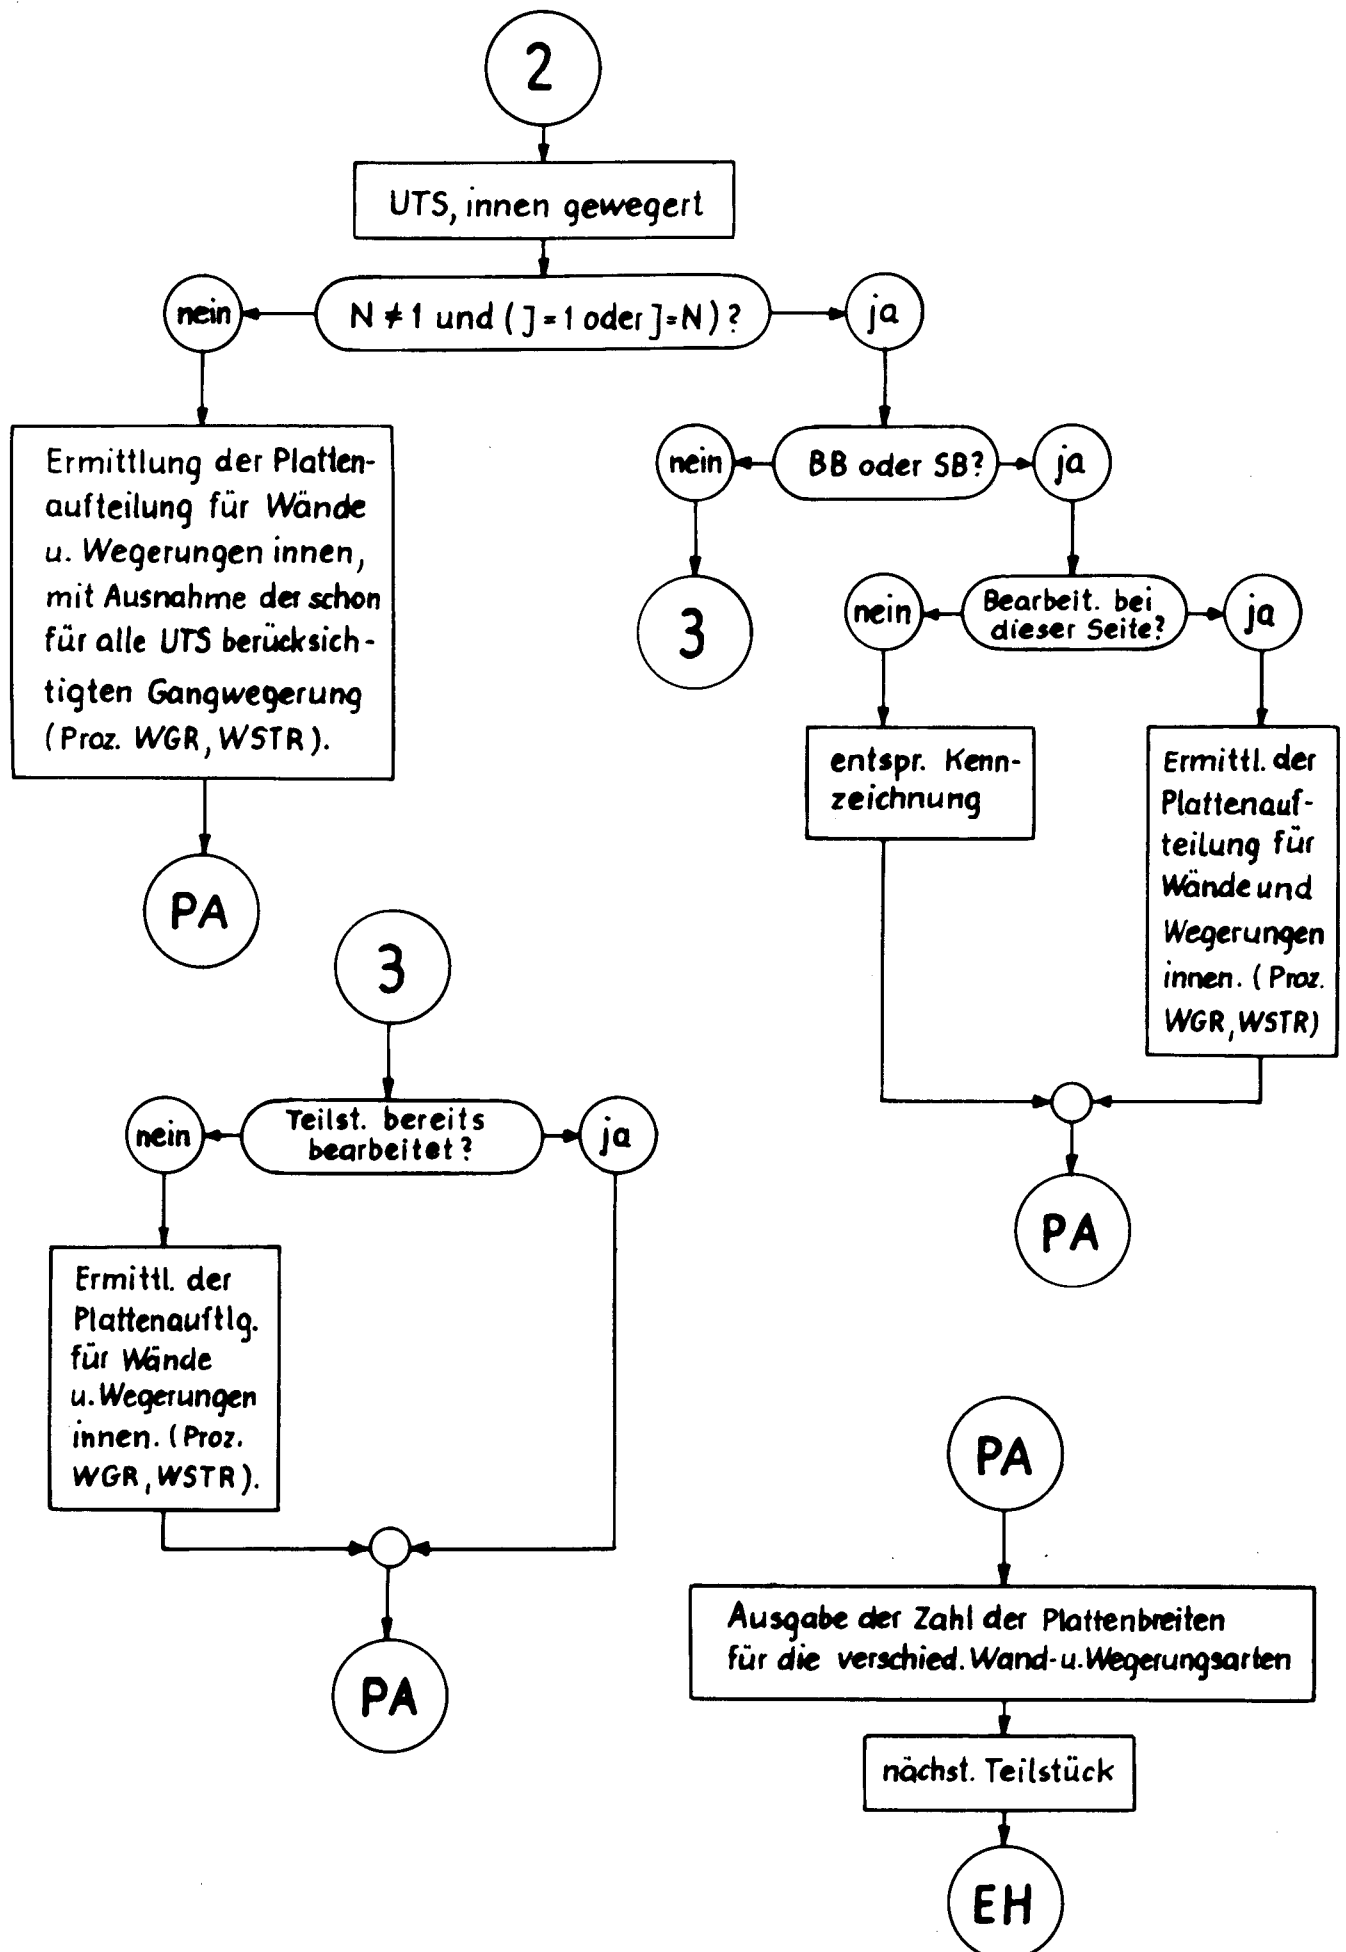 2
UTS, innen gewegert
nein
N ≠ 1 und ( J = 1 oder J = N ) ?
ja
Ermittlung der Platten-
aufteilung für Wände
u. Wegerungen innen,
mit Ausnahme der schon
für alle UTS berücksich-
tigten Gangwegerung
(Proz. WGR, WSTR).
PA
nein
BB oder SB?
ja
3
nein
Bearbeit. bei
dieser Seite?
ja
entspr. Kenn-
zeichnung
Ermittl. der
Plattenauf-
teilung für
Wände und
Wegerungen
innen. (Proz.
WGR, WSTR)
PA
3
nein
Teilst. bereits
bearbeitet?
ja
Ermittl. der
Plattenauftlg.
für Wände
u. Wegerungen
innen. (Proz.
WGR, WSTR).
PA
PA
Ausgabe der Zahl der Plattenbreiten
für die verschied. Wand- u. Wegerungsarten
nächst. Teilstück
EH